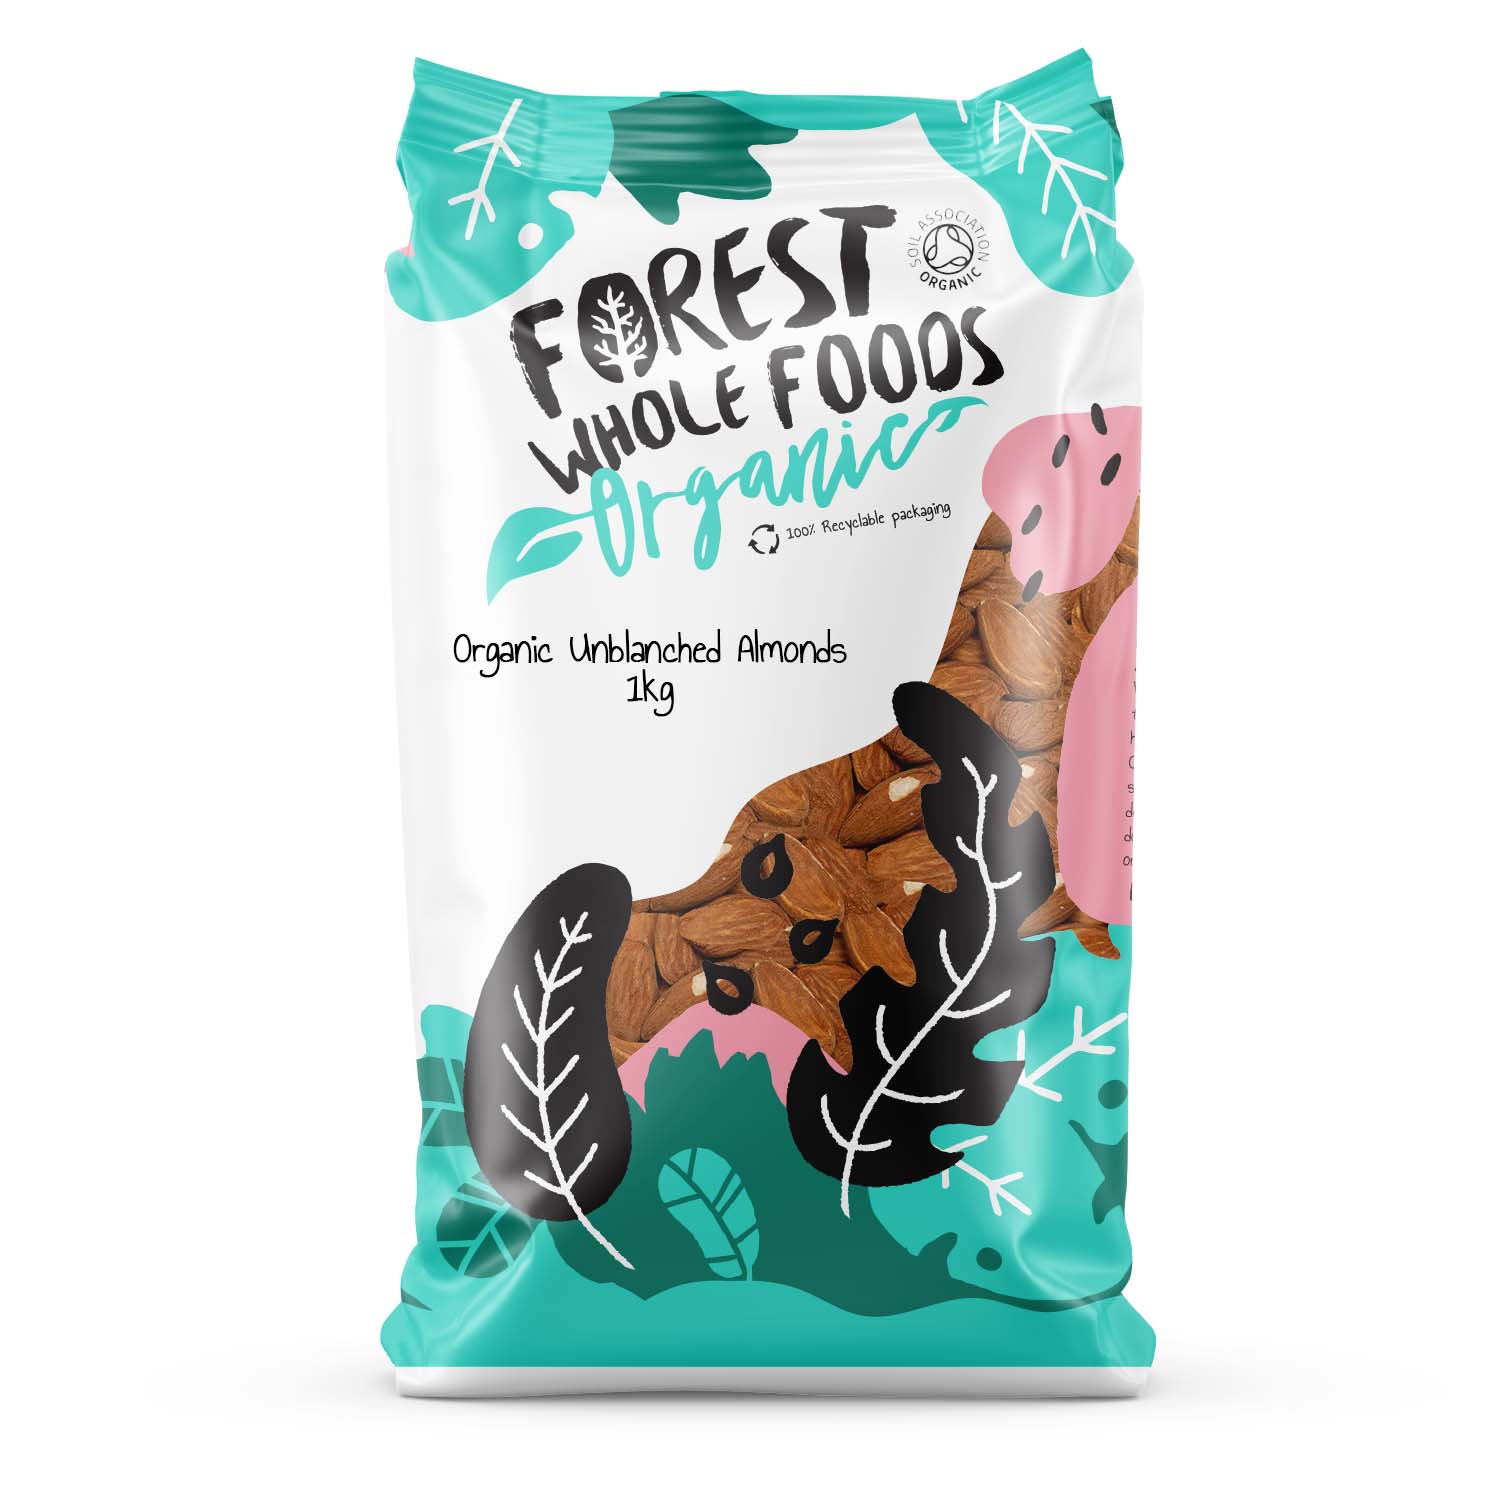 FOREST
WHOLE FOODS
Organic
SOIL ASSOCIATION
ORGANIC
100% Recyclable packaging
Organic Unblanched Almonds
1kg